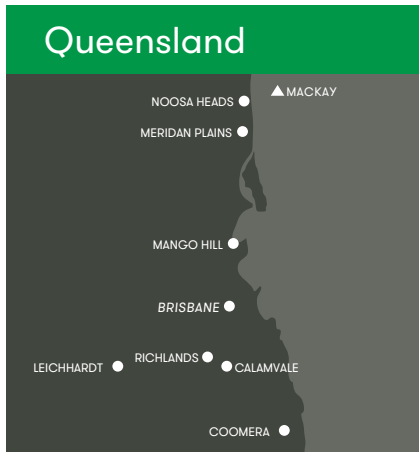 Queensland
MACKAY
NOOSA HEADS
MERIDAN PLAINS
MANGO HILL
BRISBANE
RICHLANDS
LEICHHARDT
CALAMVALE
COOMERA